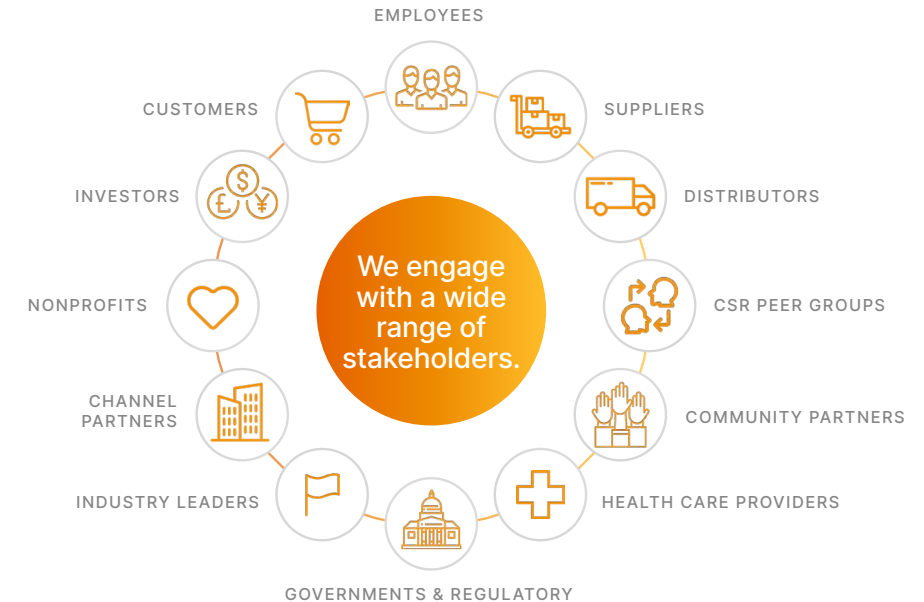 EMPLOYEES
CUSTOMERS
SUPPLIERS
INVESTORS
$
£
¥
DISTRIBUTORS
We engage
with a wide
range of
stakeholders.
NONPROFITS
CSR PEER GROUPS
CHANNEL
PARTNERS
COMMUNITY PARTNERS
INDUSTRY LEADERS
HEALTH CARE PROVIDERS
GOVERNMENTS & REGULATORY